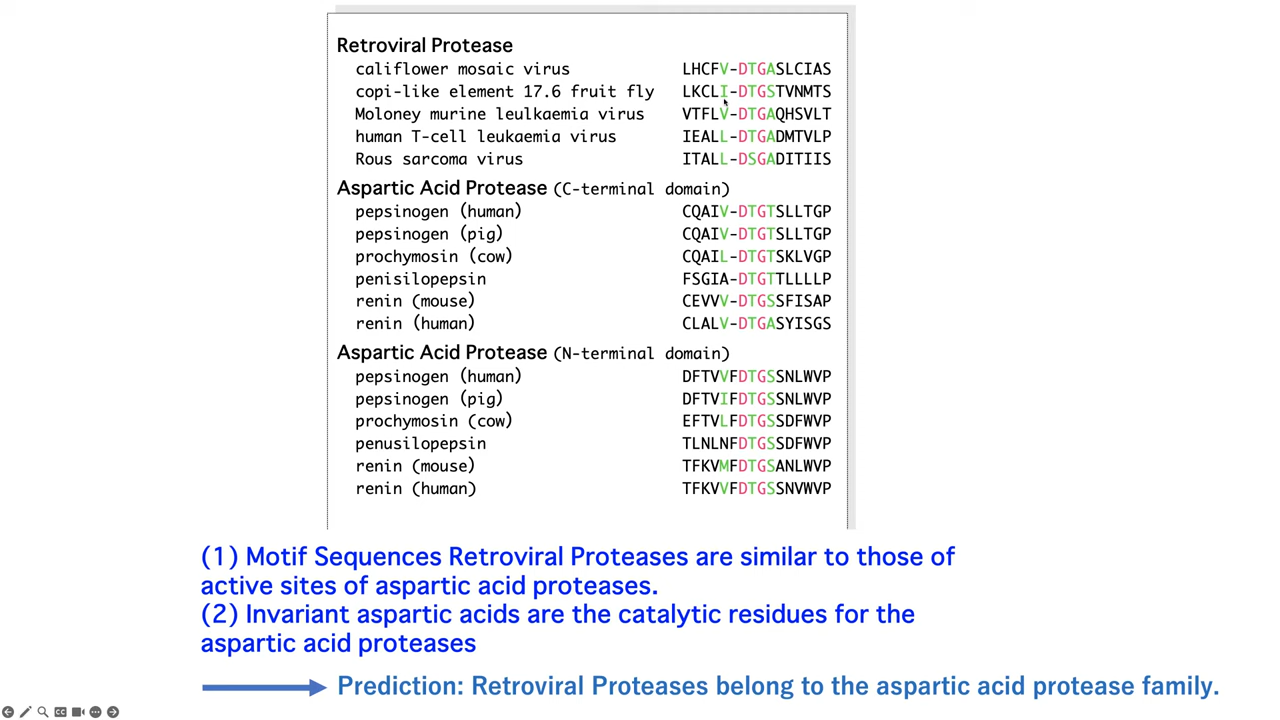 Retroviral Protease
califlower mosaic virus LHCFV-DTGASLCIAS
copi-like element 17.6 fruit fly LKCLI-DTGSTVNMTS
Moloney murine leulkaemia virus VTFLV-DTGAQHSVLT
human T-cell leukaemia virus IEALL-DTGADMTVLP
Rous sarcoma virus ITALL-DSGADITIIS
Aspartic Acid Protease (C-terminal domain)
pepsinogen (human) CQAIV-DTGTSLLTGP
pepsinogen (pig) CQAIV-DTGTSLLTGP
prochymosin (cow) CQAIL-DTGTSKLVGP
penisilopepsin FSGIA-DTGTTLLLLP
renin (mouse) CEVVV-DTGSSFISAP
renin (human) CLALV-DTGASYISGS
Aspartic Acid Protease (N-terminal domain)
pepsinogen (human) DFTVVFDTGSSNLWVP
pepsinogen (pig) DFTVIFDTGSSNLWVP
prochymosin (cow) EFTVLFDTGSSDFWVP
penusilopepsin TLNLNFDTGSSDFWVP
renin (mouse) TFKVMFDTGSANLWVP
renin (human) TFKVVFDTGSSNVWVP
(1) Motif Sequences Retroviral Proteases are similar to those of
active sites of aspartic acid proteases.
(2) Invariant aspartic acids are the catalytic residues for the
aspartic acid proteases
Prediction: Retroviral Proteases belong to the aspartic acid protease family.